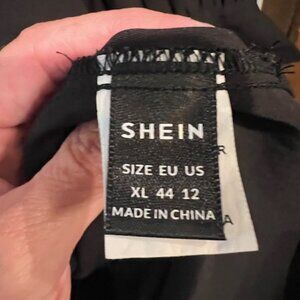 SHEIN
SIZE EU US
XL 44 12
MADE IN CHINA
R
A